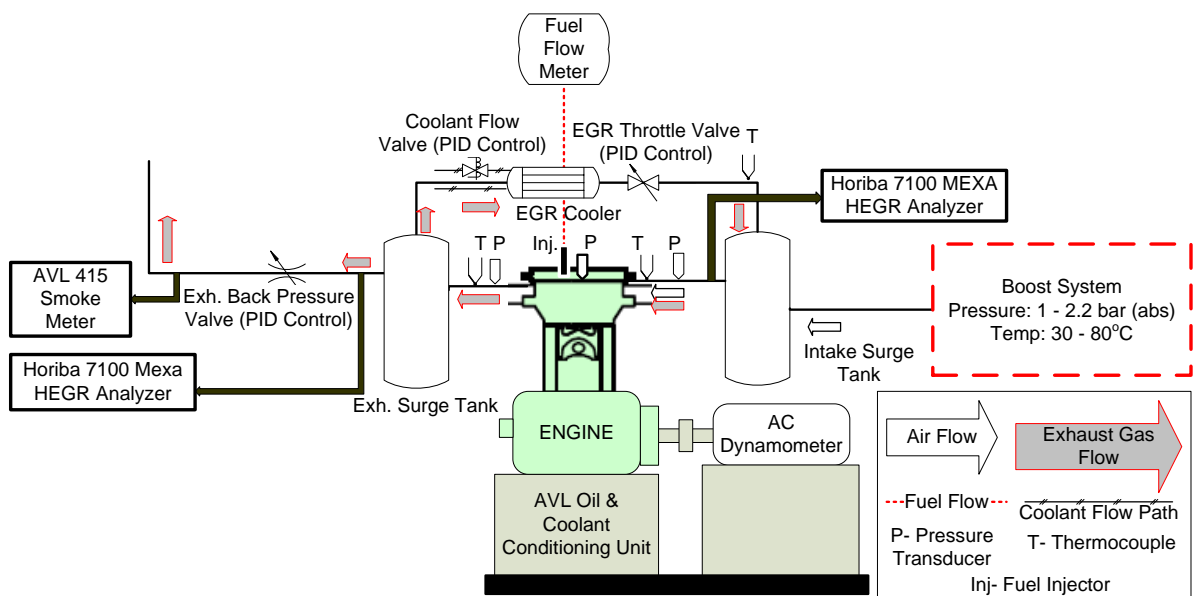 Fuel
Flow
Meter
Coolant Flow
Valve (PID Control)
EGR Throttle Valve
(PID Control)
T
EGR Cooler
Horiba 7100 MEXA
HEGR Analyzer
T P
Inj.
P
T
P
AVL 415
Smoke
Meter
Exh. Back Pressure
Valve (PID Control)
Boost System
Pressure: 1 - 2.2 bar (abs)
Temp: 30 - 80°C
Intake Surge
Tank
Horiba 7100 Mexa
HEGR Analyzer
Exh. Surge Tank
ENGINE
AC
Dynamometer
AVL Oil &
Coolant
Conditioning Unit
Air Flow
Exhaust Gas
Flow
Fuel Flow
Coolant Flow Path
P- Pressure
Transducer
T- Thermocouple
Inj- Fuel Injector